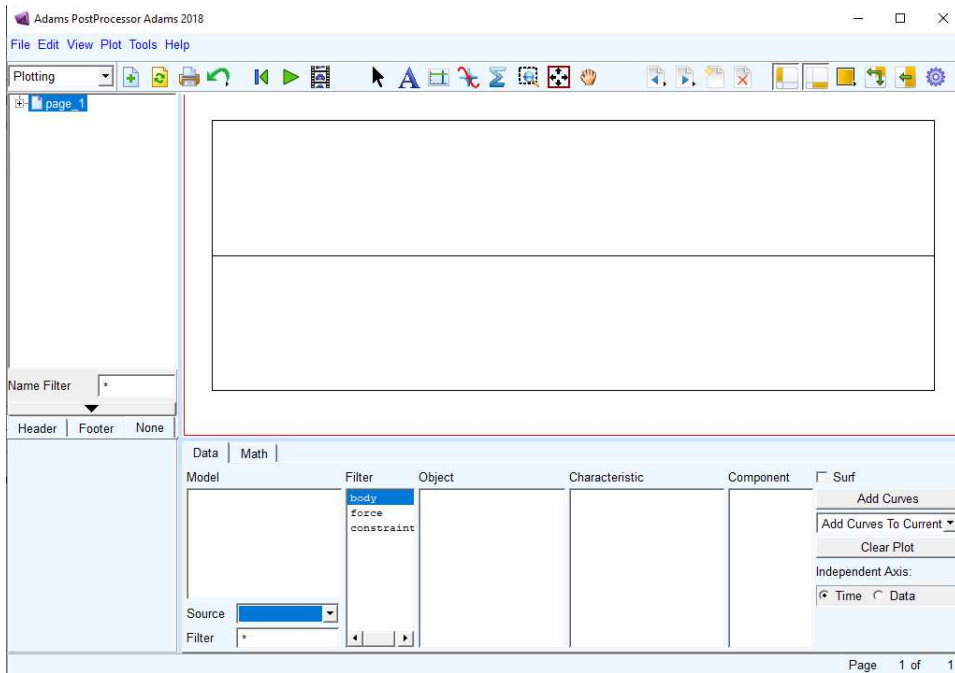 Adams PostProcessor Adams 2018
File Edit View Plot Tools Help
Plotting
page_1
Name Filter *
Header Footer None
Data Math
Model Filter Object Characteristic Component Surf
body
force
constraint
Add Curves
Add Curves To Current
Clear Plot
Independent Axis:
Time Data
Source
Filter *
Page 1 of 1